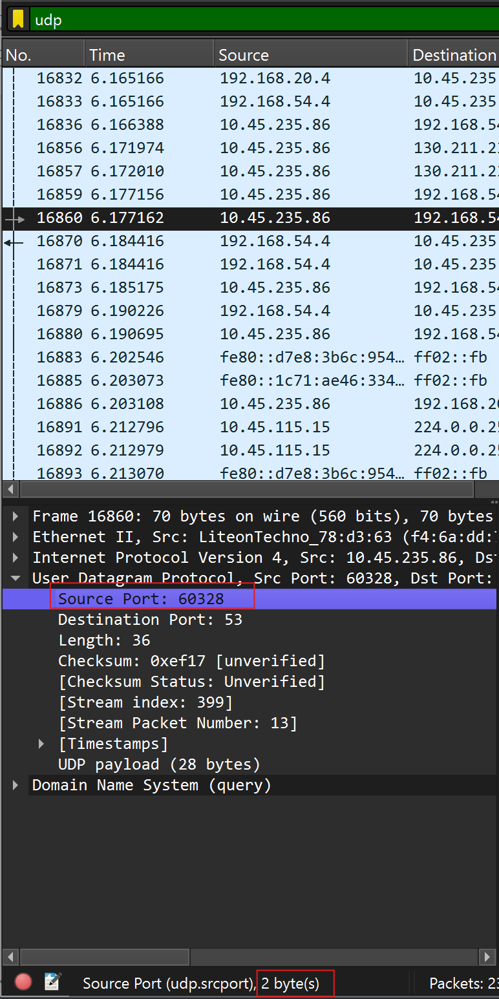 udp
No. Time Source Destination
16832 6.165166 192.168.20.4 10.45.235
16833 6.165166 192.168.54.4 10.45.235
16836 6.166388 10.45.235.86 192.168.54
16856 6.171974 10.45.235.86 130.211.21
16857 6.172010 10.45.235.86 130.211.21
16859 6.177156 10.45.235.86 192.168.54
16860 6.177162 10.45.235.86 192.168.54
16870 6.184416 192.168.54.4 10.45.235
16871 6.184416 192.168.54.4 10.45.235
16873 6.185175 10.45.235.86 192.168.54
16879 6.190226 192.168.54.4 10.45.235
16880 6.190695 10.45.235.86 192.168.54
16883 6.202546 fe80::d7e8:3b6c:954… ff02::fb
16885 6.203073 fe80::1c71:ae46:334… ff02::fb
16886 6.203108 10.45.235.86 192.168.20
16891 6.212796 10.45.115.15 224.0.0.25
16892 6.212979 10.45.115.15 224.0.0.25
16893 6.213070 fe80::d7e8:3b6c:954… ff02::fb
Frame 16860: 70 bytes on wire (560 bits), 70 bytes
Ethernet II, Src: LiteonTechno_78:d3:63 (f4:6a:dd:7
Internet Protocol Version 4, Src: 10.45.235.86, Dst
User Datagram Protocol, Src Port: 60328, Dst Port:
Source Port: 60328
Destination Port: 53
Length: 36
Checksum: 0xef17 [unverified]
[Checksum Status: Unverified]
[Stream index: 399]
[Stream Packet Number: 13]
[Timestamps]
UDP payload (28 bytes)
Domain Name System (query)
Source Port (udp.srcport), 2 byte(s) Packets: 23